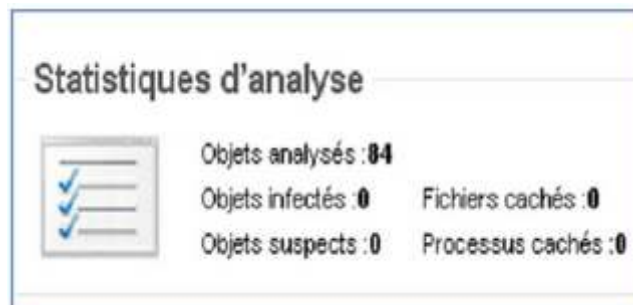 Statistiques d'analyse
Objets analysés :84
Objets infectés :0 Fichiers cachés :0
Objets suspects :0 Processus cachés :0